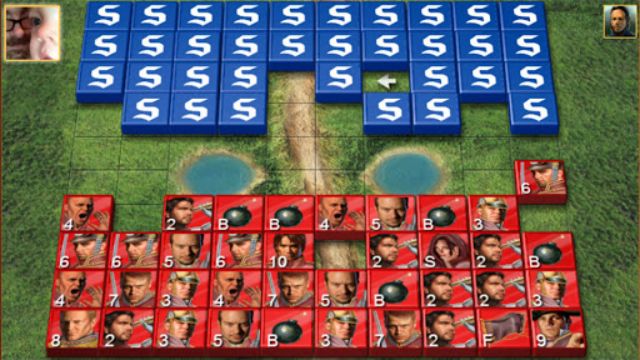 S S S S S S S S S S
S S S S S S S S S S
S S S S S S S S
S S S S S S
6
4 2 B B 4 5 B 3
6 6 5 6 10 2 S 2 B
4 7 3 4 7 5 B 2 2 3
8 2 3 5 B 3 7 2 F 9